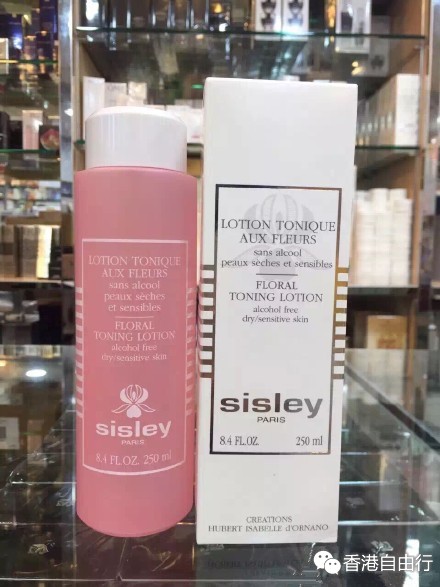 LOTION TONIQUE
AUX FLEURS
sans alcool
peaux sèches
et sensibles
FLORAL
TONING LOTION
alcohol free
dry/sensitive skin
sisley
PARIS
8.4 FL.OZ. 250 ml
LOTION TONIQUE
AUX FLEURS
sans alcool
peaux sèches et sensibles
FLORAL
TONING LOTION
alcohol free
dry/sensitive skin
sisley
PARIS
8.4 FL.OZ. 250 ml
CREATIONS
HUBERT ISABELLE d'ORNANO
香港自由行